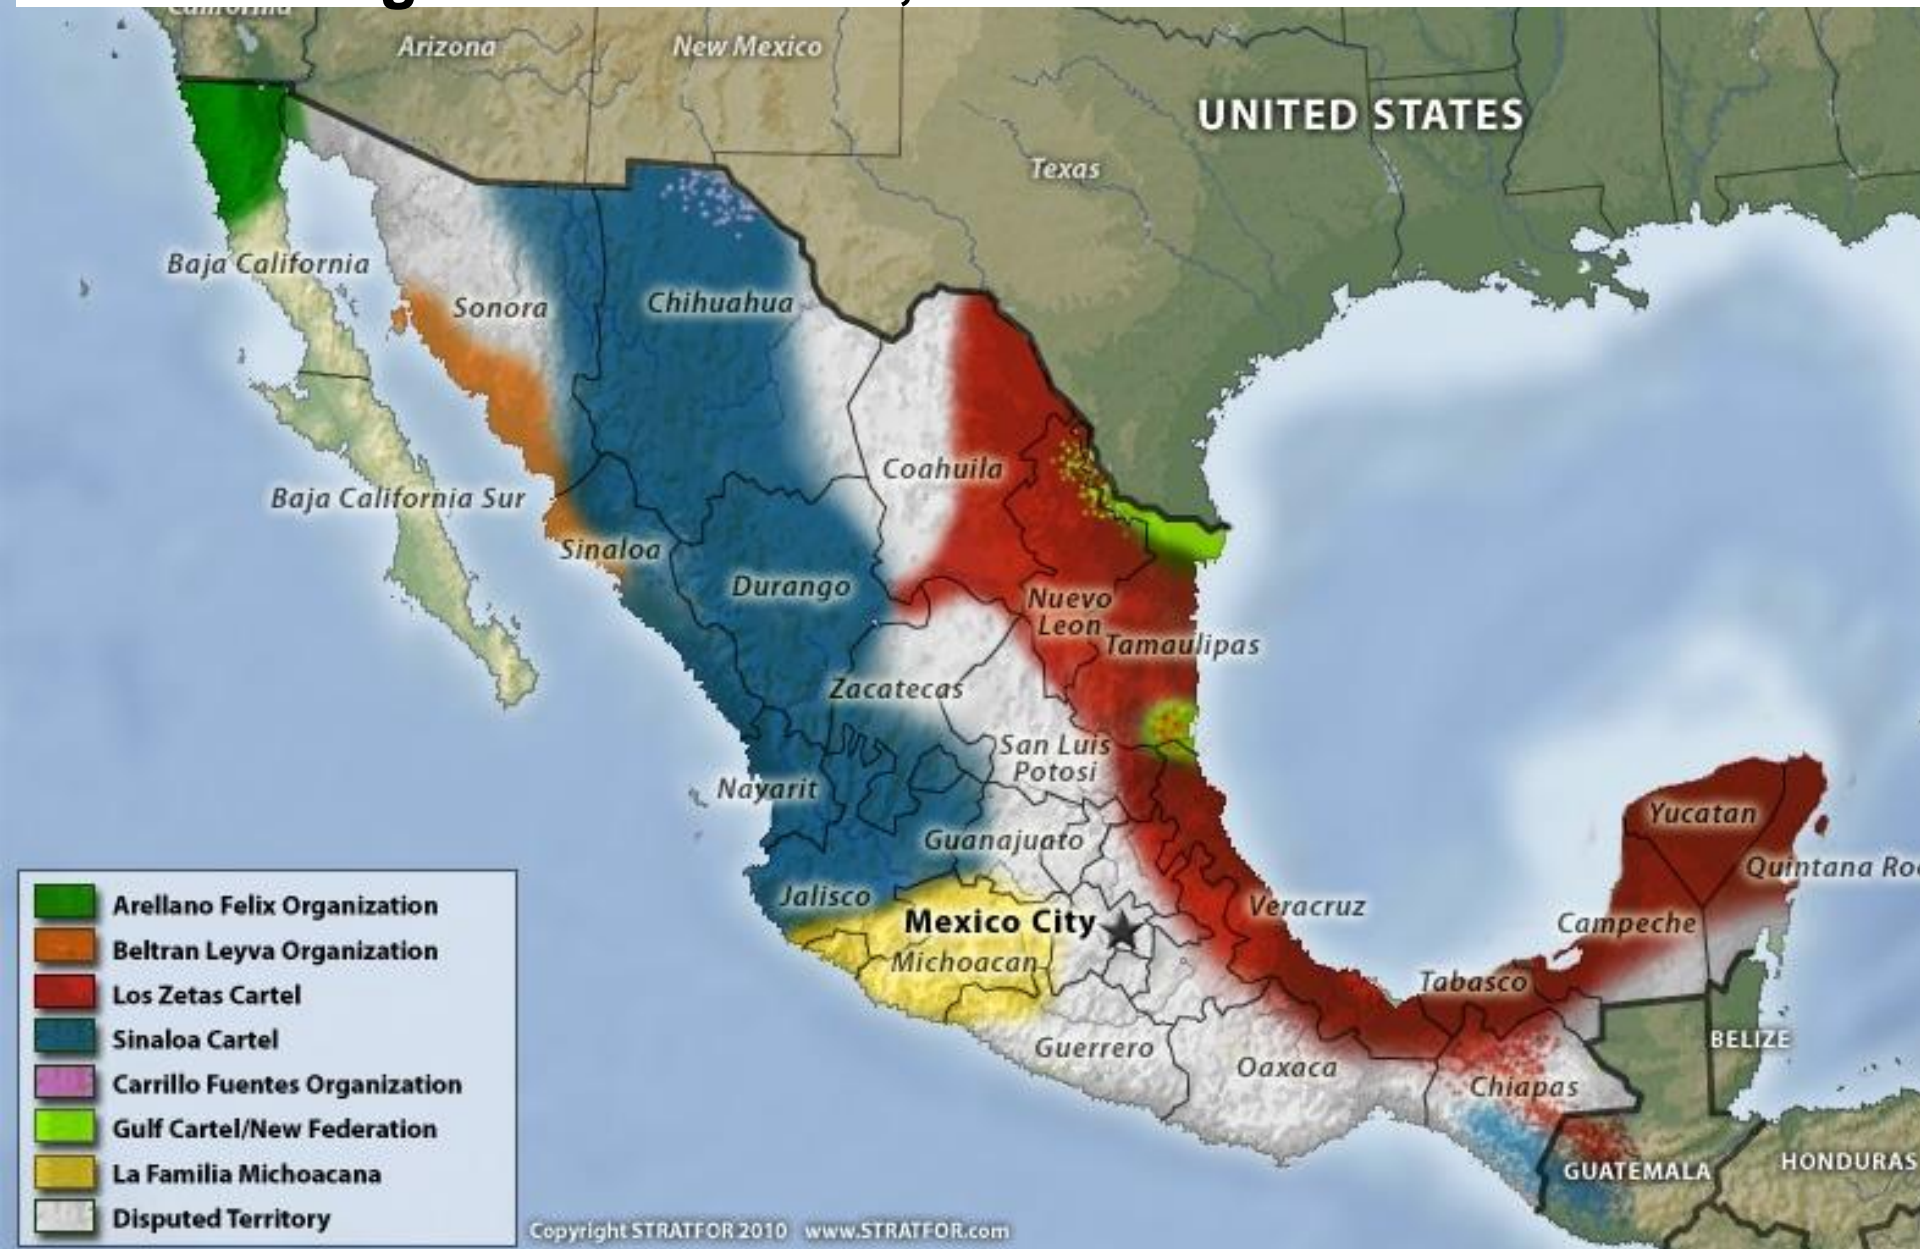 California
Arizona
New Mexico
UNITED STATES
Texas
Baja California
Sonora
Chihuahua
Coahuila
Baja California Sur
Sinaloa
Durango
Nuevo
Leon
Tamaulipas
Zacatecas
San Luis
Potosi
Nayarit
Guanajuato
Yucatan
Quintana Roo
Jalisco
Mexico City
Veracruz
Campeche
Michoacan
Tabasco
Guerrero
Oaxaca
BELIZE
Chiapas
GUATEMALA
HONDURAS
Arellano Felix Organization
Beltran Leyva Organization
Los Zetas Cartel
Sinaloa Cartel
Carrillo Fuentes Organization
Gulf Cartel/New Federation
La Familia Michoacana
Disputed Territory
Copyright STRATFOR 2010 www.STRATFOR.com